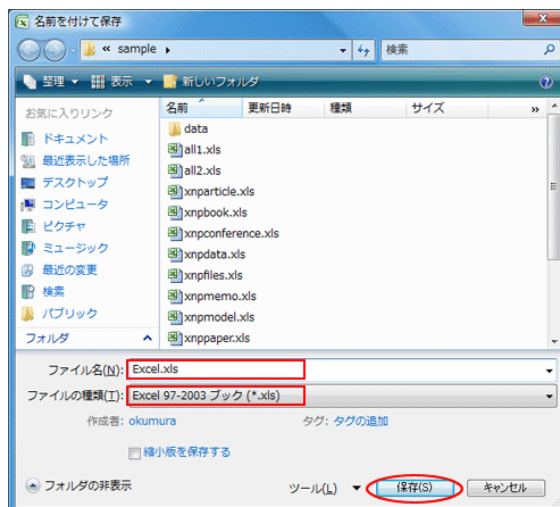 名前を付けて保存
« sample ▸
検索
整理 ▼ 表示 ▼ 新しいフォルダ
お気に入りリンク
ドキュメント
最近表示した場所
デスクトップ
コンピュータ
ピクチャ
ミュージック
最近の変更
検索
パブリック
フォルダ
名前 更新日時 種類 サイズ »
data
all1.xls
all2.xls
xnparticle.xls
xnpbook.xls
xnpconference.xls
xnpdata.xls
xnpfiles.xls
xnpmemo.xls
xnpmodel.xls
xnppaper.xls
ファイル名(N): Excel.xls
ファイルの種類(T): Excel 97-2003 ブック (*.xls)
作成者: okumura タグ: タグの追加
縮小版を保存する
フォルダの非表示 ツール(L) ▼ 保存(S) キャンセル